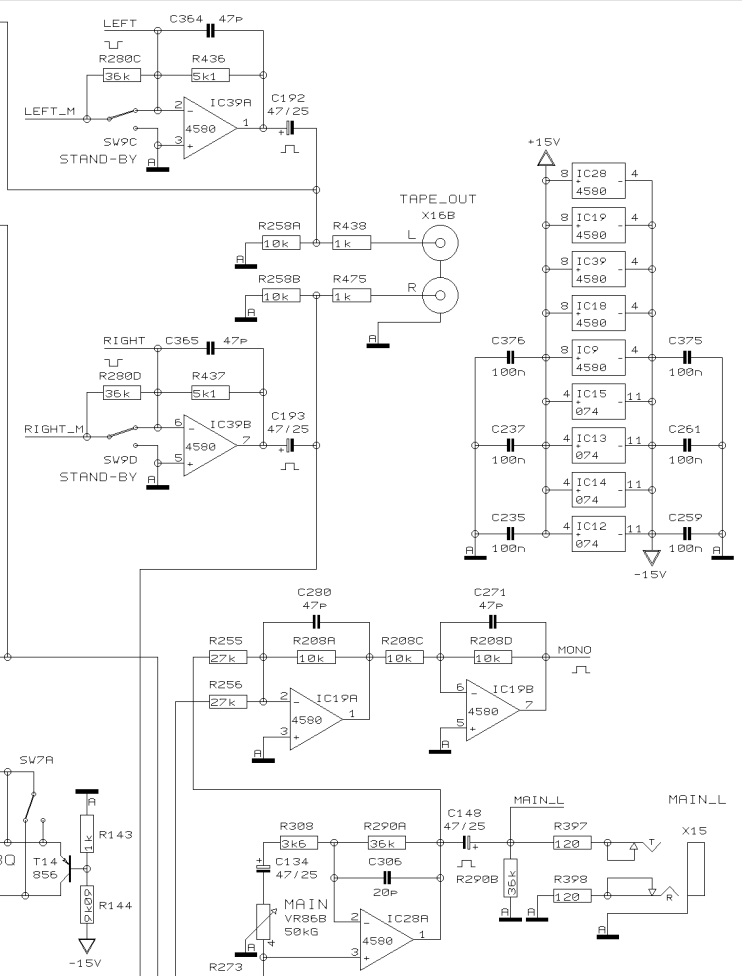 LEFT
C364 47p
R280C
36k
R436
5k1
LEFT_M
2
-
IC39A
4580
1
3
+
SW9C
STAND-BY
A
C192
47/25
+
TAPE_OUT
X16B
R258A
10k
R438
1k
L
A
R258B
10k
R475
1k
R
A
A
RIGHT
C365 47p
R280D
36k
R437
5k1
RIGHT_M
6
-
IC39B
4580
7
5
+
SW9D
STAND-BY
A
C193
47/25
+
+15V
8 IC28 4
+ -
4580
IC19
+ 4 -
4580
8 IC39 4
+ -
4580
IC18
+ 4 -
4580
C376
100n
8 IC9 4
+ -
4580
C375
100n
4 IC15 11
+ -
074
C237
100n
4 IC13 11
+ -
074
C261
100n
4 IC14 11
+ -
074
C235
100n
4 IC12 11
+ -
074
C259
100n
A
A
-15V
C280
47p
C271
47p
R255
27k
R208A
10k
R208C
10k
R208D
10k
MONO
R256
27k
2
-
IC19A
4580
1
3
+
A
6
-
IC19B
4580
7
5
+
A
SW7A
A
R143
1k
T14
856
R144
9k09
-15V
R308
3k6
R290A
36k
C148
47/25
+
MAIN_L
R397
120
T
MAIN_L
X15
+
C134
47/25
C306
20p
R290B
36k
R398
120
R
MAIN
VR86B
50kG
A
4
2
-
IC28A
4580
1
3
+
A
A
A
R273